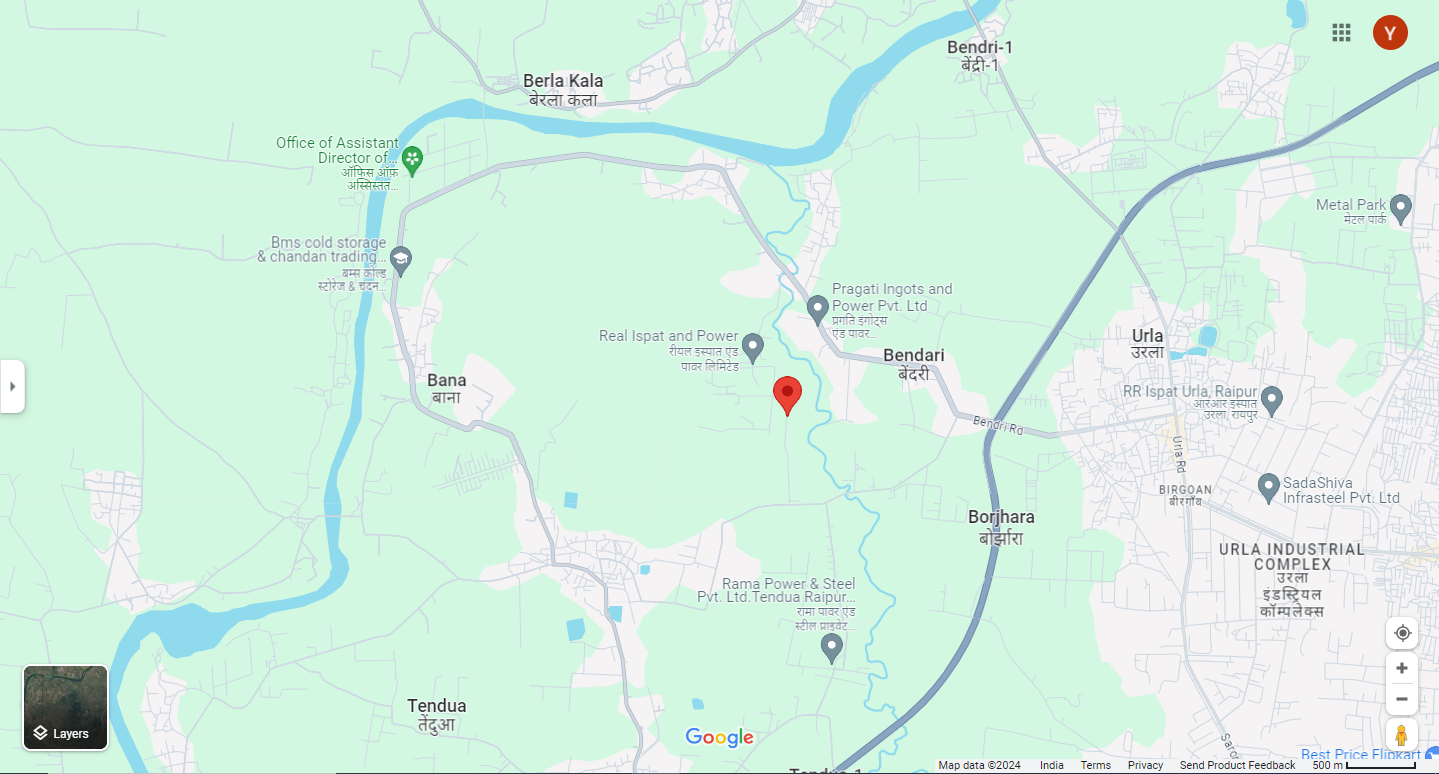 Bendri-1
बेंद्री-1
Y
Berla Kala
बेरला कला
Office of Assistant
Director of...
ऑफिस ऑफ़
अस्सिस्तत...
Metal Park
मेटल पार्क
Bms cold storage
& chandan trading...
बम्स कोल्ड
स्टोरेज & चंदन...
Pragati Ingots and
Power Pvt. Ltd
प्रगति इंगोट्स
एंड पावर...
Real Ispat and Power
रीयल इस्पात एंड
पावर लिमिटेड
Urla
उरला
Bendari
बेंदरी
Bana
बाना
RR Ispat Urla, Raipur
आरआर इस्पात
उरला, रायपुर
Bendri Rd
Urla Rd
BIRGOAN
बीरगाँव
SadaShiva
Infrasteel Pvt. Ltd
Borjhara
बोर्झारा
URLA INDUSTRIAL
COMPLEX
उरला
इंडस्ट्रियल
कॉम्पलेक्स
Rama Power & Steel
Pvt. Ltd.Tendua Raipur...
रामा पावर एंड
स्टील प्राइवेट...
Tendua
तेंदुआ
Layers
Google
Best Price Flipkart
Map data ©2024 India Terms Privacy Send Product Feedback 500 m